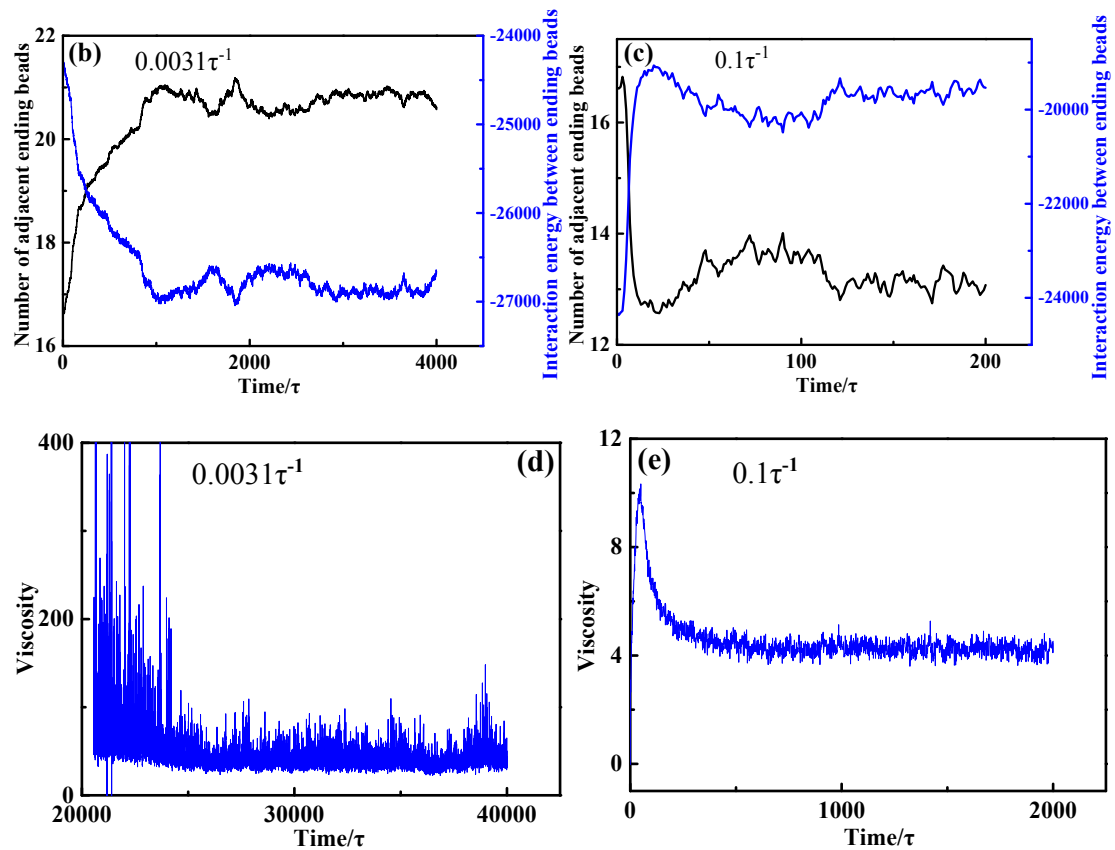 (b)
0.0031τ⁻¹
22
20
18
16
Number of adjacent ending beads
0
2000
4000
Time/τ
-24000
-25000
-26000
-27000
Interaction energy between ending beads
(c)
0.1τ⁻¹
16
14
12
Number of adjacent ending beads
0
100
200
Time/τ
-20000
-22000
-24000
Interaction energy between ending beads
(d)
0.0031τ⁻¹
400
200
0
Viscosity
20000
30000
40000
Time/τ
(e)
0.1τ⁻¹
12
8
4
0
Viscosity
0
1000
2000
Time/τ